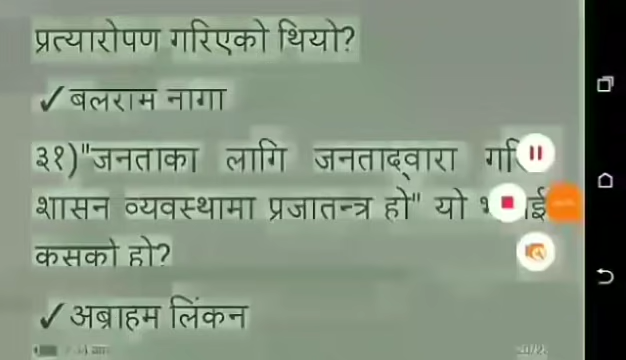 प्रत्यारोपण गरिएको थियो?
✓बलराम नागा
३१)"जनताका लागि जनताद्वारा
शासन व्यवस्थामा प्रजातन्त्र हो" यो
कसको हो?
✓अब्राहम लिंकन